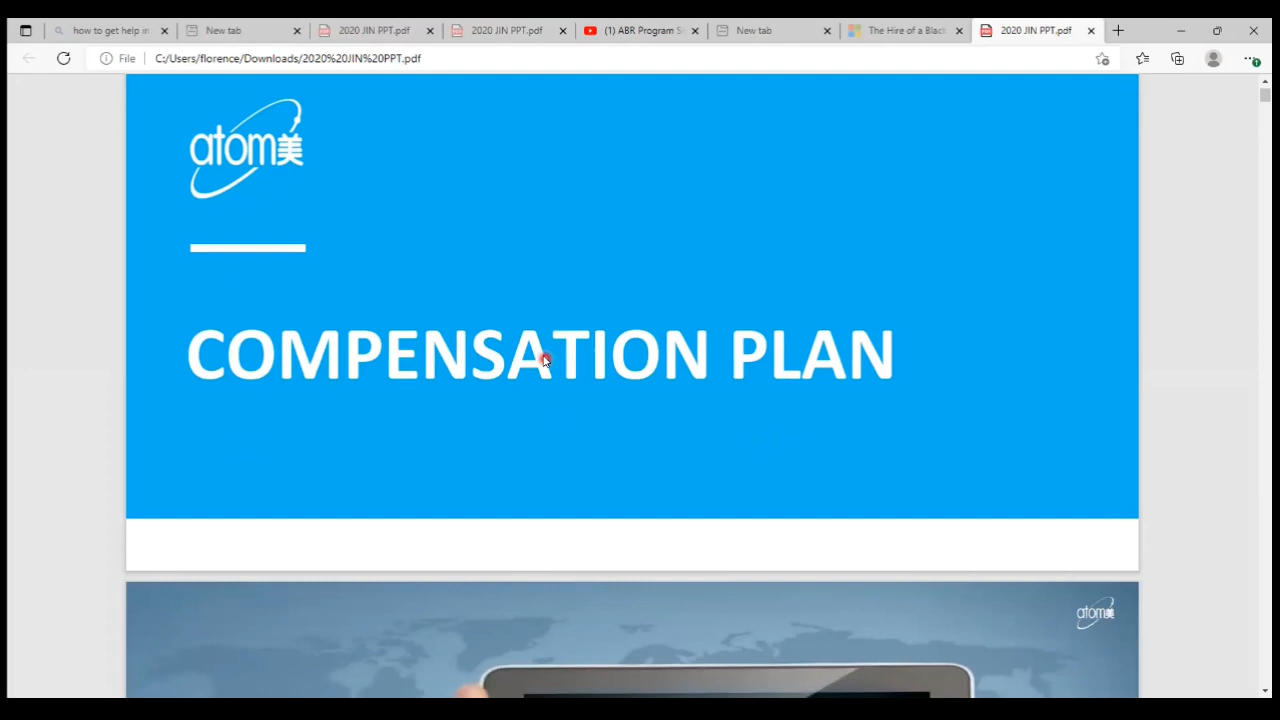 how to get help in
New tab
2020 JIN PPT.pdf
2020 JIN PPT.pdf
(1) ABR Program S
New tab
The Hire of a Black
2020 JIN PPT.pdf
File
C:/Users/florence/Downloads/2020%20JIN%20PPT.pdf
atom美
COMPENSATION PLAN
atom美